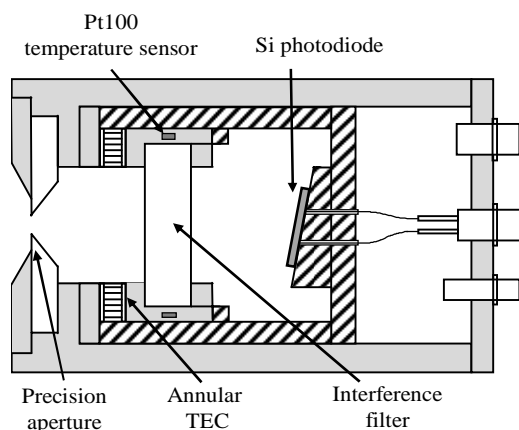 Pt100
temperature sensor
Si photodiode
Precision
aperture
Annular
TEC
Interference
filter